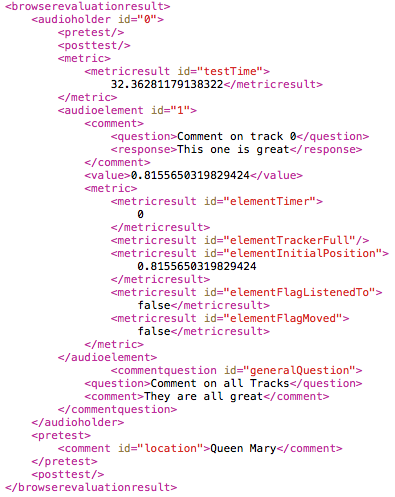 <browserevaluationresult>
    <audioholder id="0">
        <pretest/>
        <posttest/>
        <metric>
            <metricresult id="testTime">
                32.36281179138322</metricresult>
        </metric>
        <audioelement id="1">
            <comment>
                <question>Comment on track 0</question>
                <response>This one is great</response>
            </comment>
            <value>0.8155650319829424</value>
            <metric>
                <metricresult id="elementTimer">
                    0
                </metricresult>
                <metricresult id="elementTrackerFull"/>
                <metricresult id="elementInitialPosition">
                    0.8155650319829424
                </metricresult>
                <metricresult id="elementFlagListenedTo">
                    false</metricresult>
                <metricresult id="elementFlagMoved">
                    false</metricresult>
            </metric>
        </audioelement>
                <commentquestion id="generalQuestion">
            <question>Comment on all Tracks</question>
            <comment>They are all great</comment>
        </commentquestion>
    </audioholder>
    <pretest>
        <comment id="location">Queen Mary</comment>
    </pretest>
    <posttest/>
</browserevaluationresult>